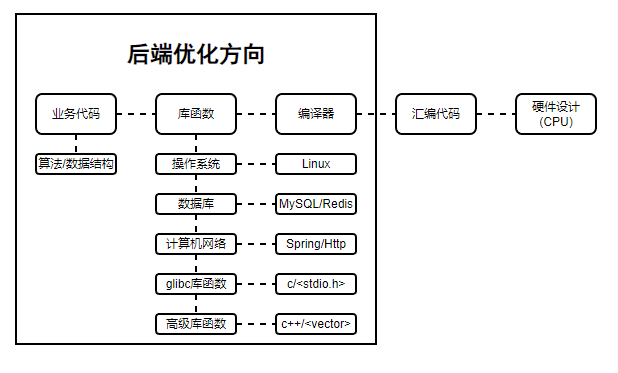 后端优化方向
业务代码
库函数
编译器
汇编代码
硬件设计
（CPU）
算法/数据结构
操作系统
Linux
数据库
MySQL/Redis
计算机网络
Spring/Http
glibc库函数
c/<stdio.h>
高级库函数
c++/<vector>